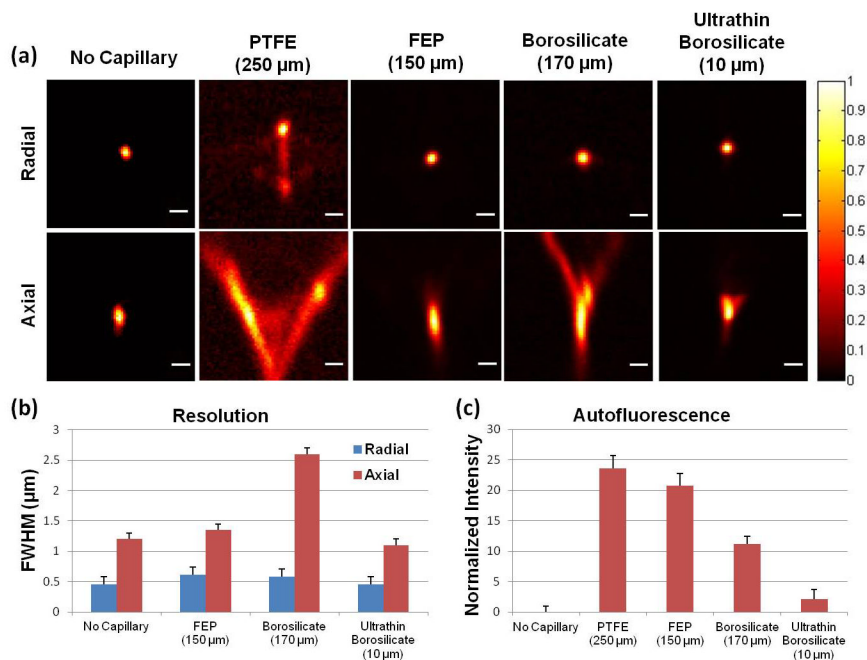 (a)
No Capillary
PTFE
(250 µm)
FEP
(150 µm)
Borosilicate
(170 µm)
Ultrathin
Borosilicate
(10 µm)
Radial
Axial
1
0.9
0.8
0.7
0.6
0.5
0.4
0.3
0.2
0.1
0
(b)
Resolution
FWHM (µm)
3
2.5
2
1.5
1
0.5
0
Radial
Axial
No Capillary
FEP
(150 µm)
Borosilicate
(170 µm)
Ultrathin
Borosilicate
(10 µm)
(c)
Autofluorescence
Normalized Intensity
30
25
20
15
10
5
0
No Capillary
PTFE
(250 µm)
FEP
(150 µm)
Borosilicate
(170 µm)
Ultrathin
Borosilicate
(10 µm)